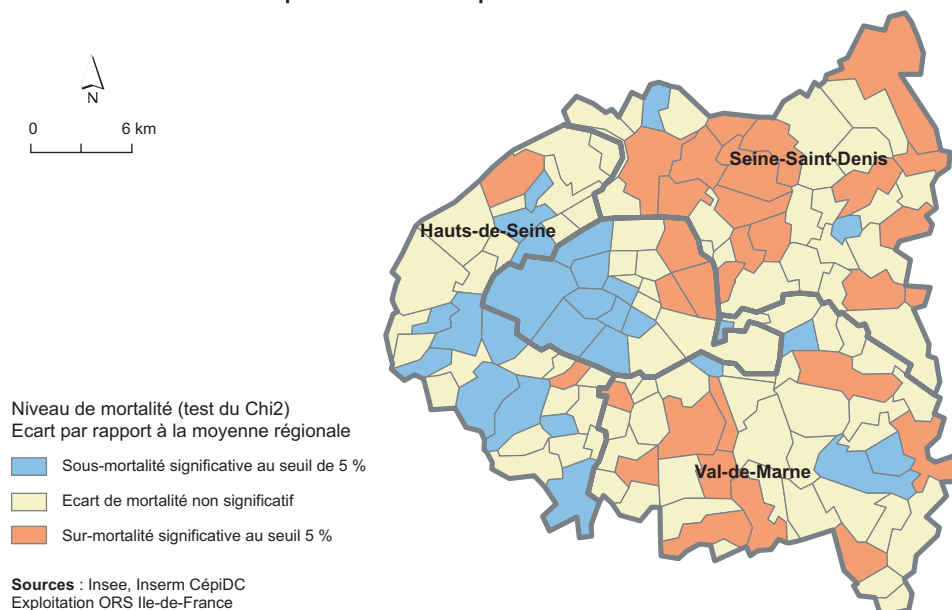 N
0 6 km
Seine-Saint-Denis
Hauts-de-Seine
Val-de-Marne
Niveau de mortalité (test du Chi2)
Ecart par rapport à la moyenne régionale
Sous-mortalité significative au seuil de 5 %
Ecart de mortalité non significatif
Sur-mortalité significative au seuil 5 %
Sources : Insee, Inserm CépiDC
Exploitation ORS Ile-de-France